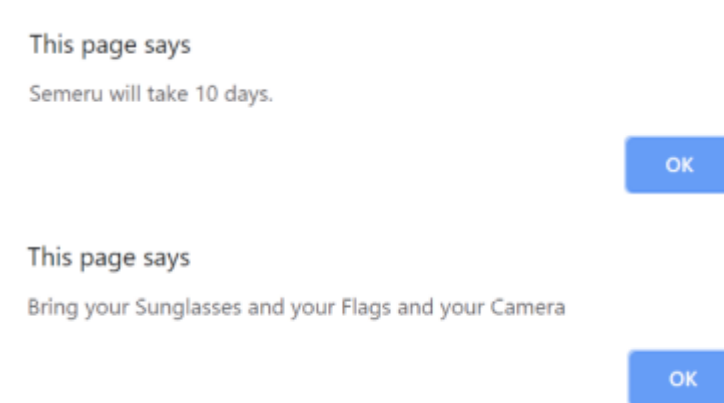 This page says
Semeru will take 10 days.
OK
This page says
Bring your Sunglasses and your Flags and your Camera
OK